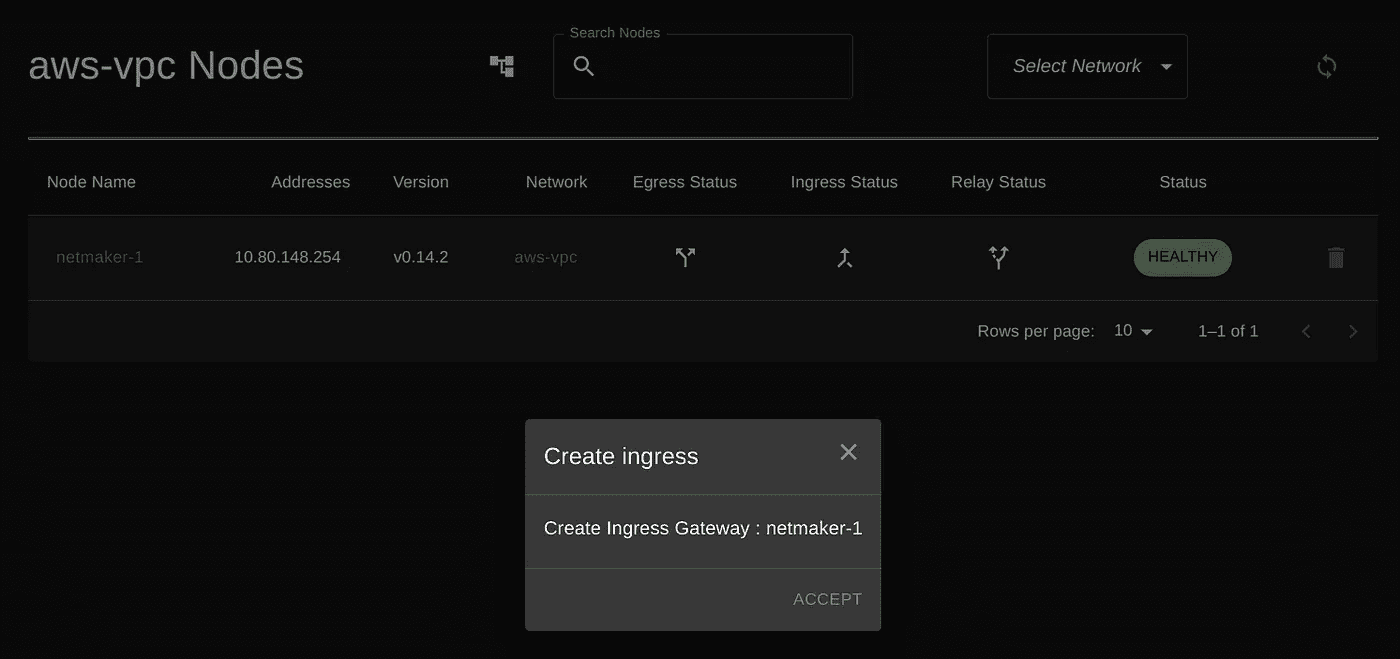 Search Nodes
aws-vpc Nodes Select Network
Node Name Addresses Version Network Egress Status Ingress Status Relay Status Status
netmaker-1 10.80.148.254 v0.14.2 aws-vpc HEALTHY
Rows per page: 10 1–1 of 1
Create ingress
Create Ingress Gateway : netmaker-1
ACCEPT